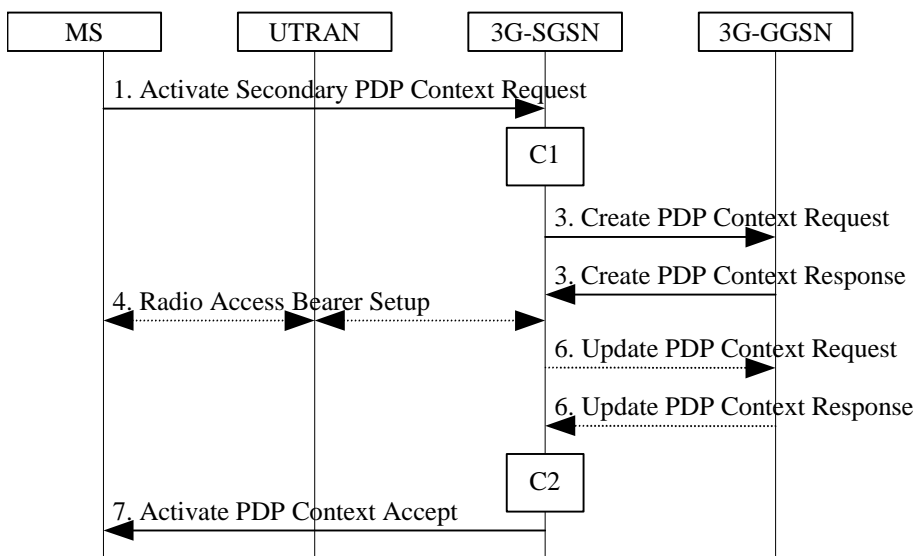 MS
UTRAN
3G-SGSN
3G-GGSN
1. Activate Secondary PDP Context Request
C1
3. Create PDP Context Request
3. Create PDP Context Response
4. Radio Access Bearer Setup
6. Update PDP Context Request
6. Update PDP Context Response
C2
7. Activate PDP Context Accept